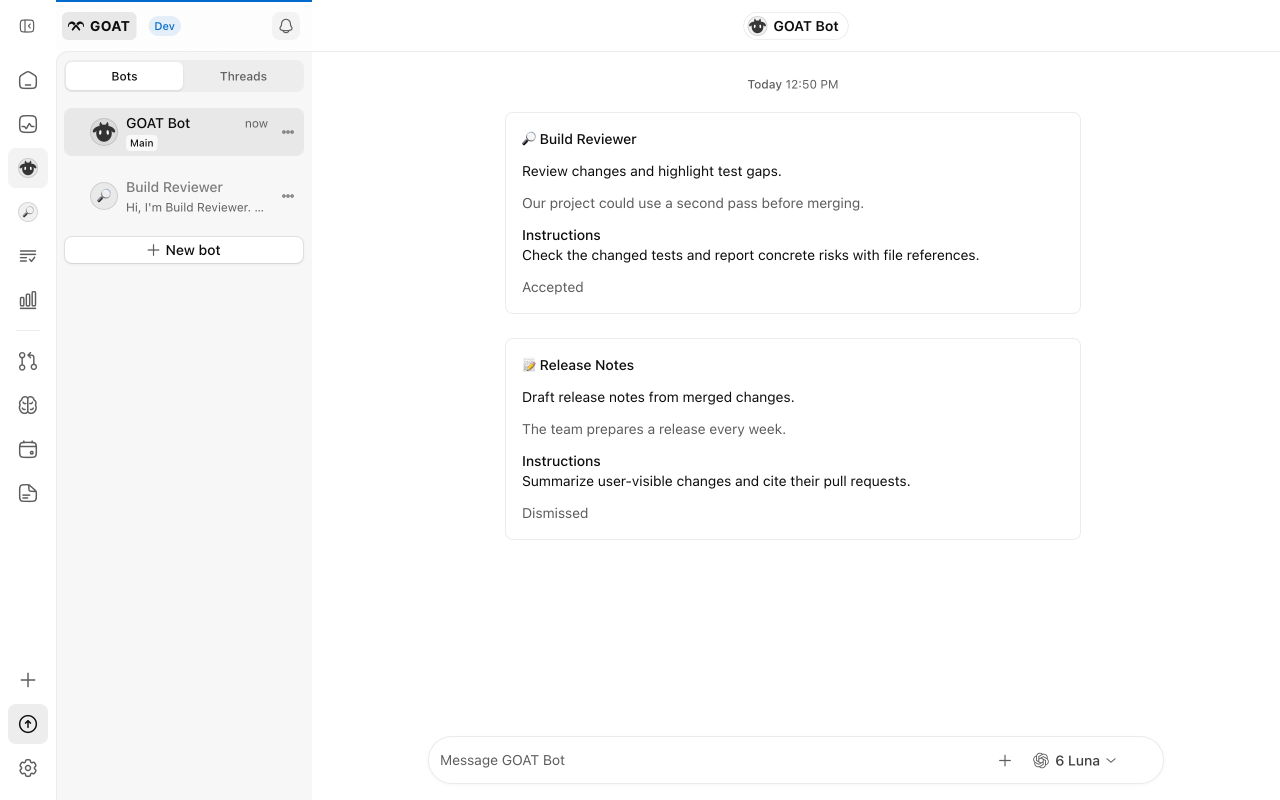 GOAT
Dev
GOAT Bot
Bots
Threads
GOAT Bot
now
Main
Build Reviewer
Hi, I'm Build Reviewer. ...
New bot
Today 12:50 PM
Build Reviewer
Review changes and highlight test gaps.
Our project could use a second pass before merging.
Instructions
Check the changed tests and report concrete risks with file references.
Accepted
Release Notes
Draft release notes from merged changes.
The team prepares a release every week.
Instructions
Summarize user-visible changes and cite their pull requests.
Dismissed
Message GOAT Bot
6 Luna